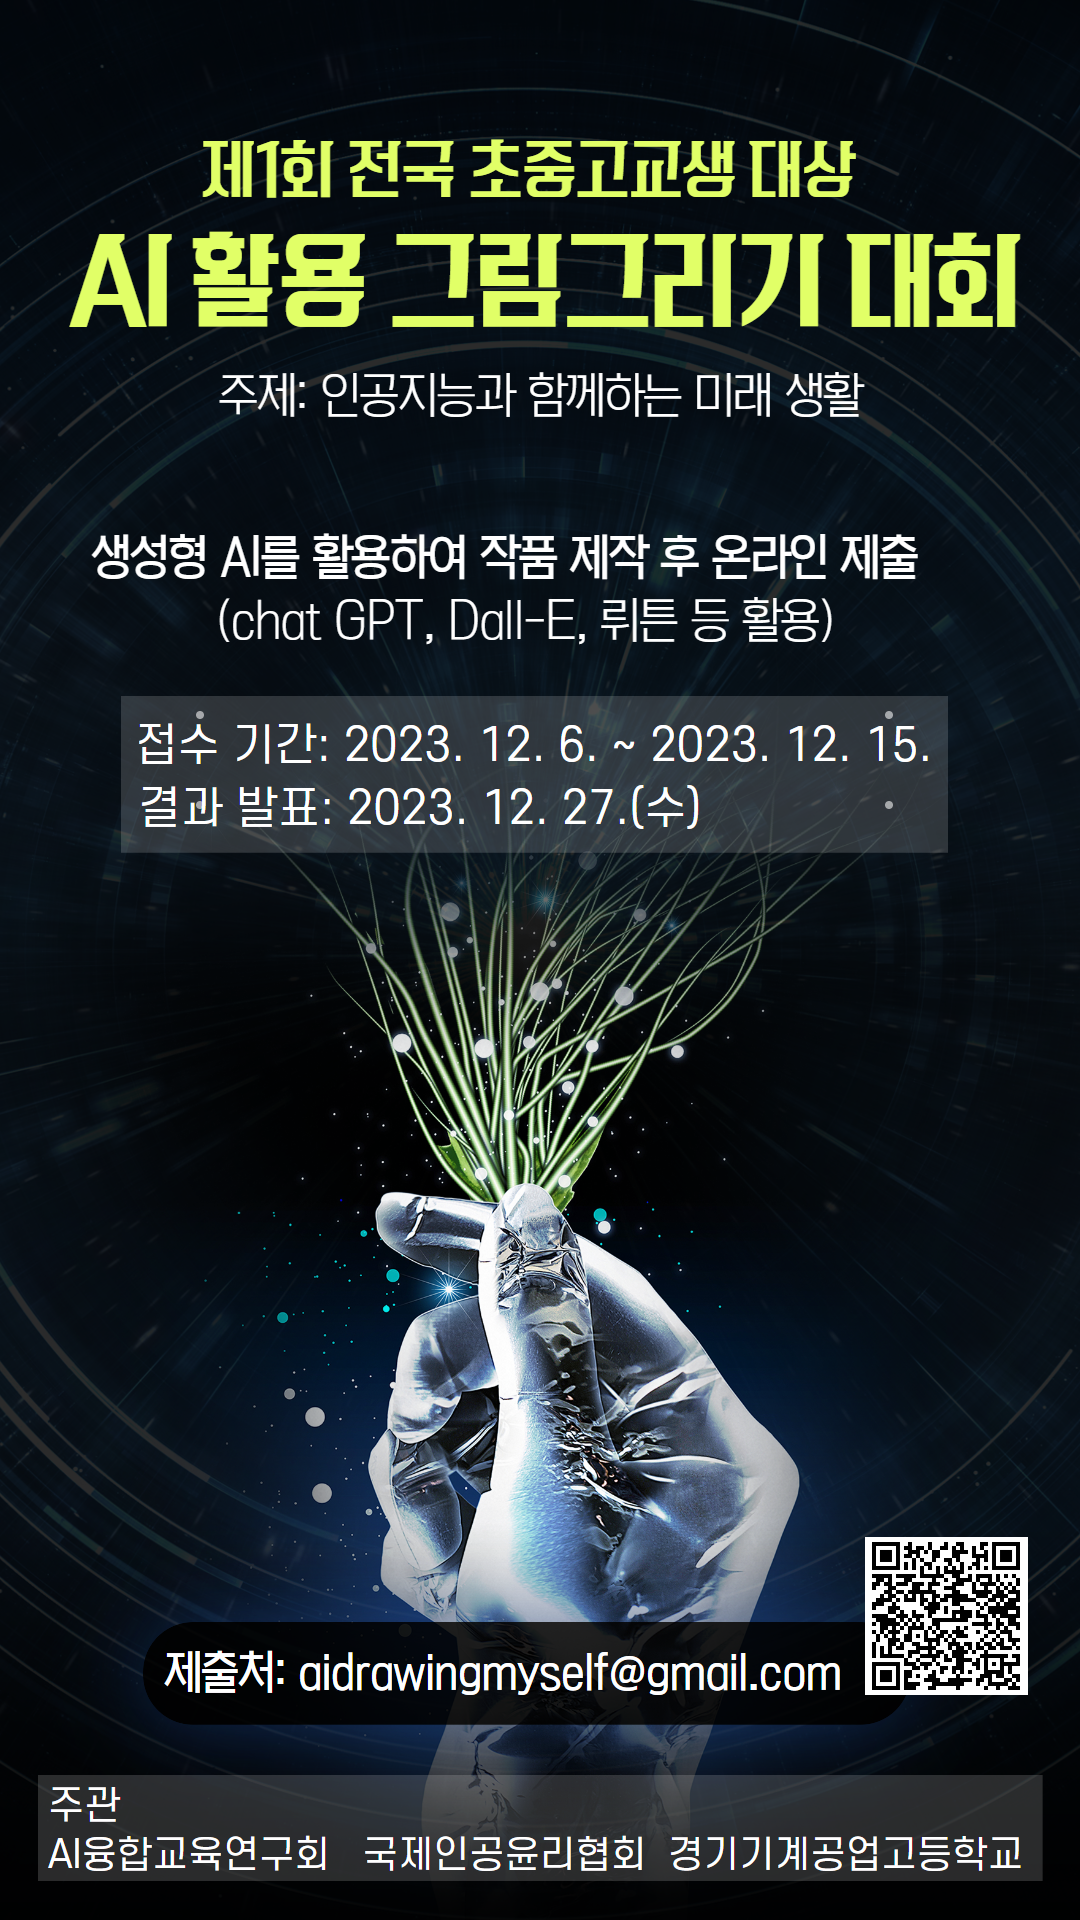 제1회 전국 초중고교생 대상
AI 활용 그림그리기 대회
주제: 인공지능과 함께하는 미래 생활
생성형 AI를 활용하여 작품 제작 후 온라인 제출
(chat GPT, Dall-E, 뤼튼 등 활용)
접수 기간: 2023. 12. 6. ~ 2023. 12. 15.
결과 발표: 2023. 12. 27.(수)
제출처: aidrawingmyself@gmail.com
주관
AI융합교육연구회 국제인공윤리협회 경기기계공업고등학교